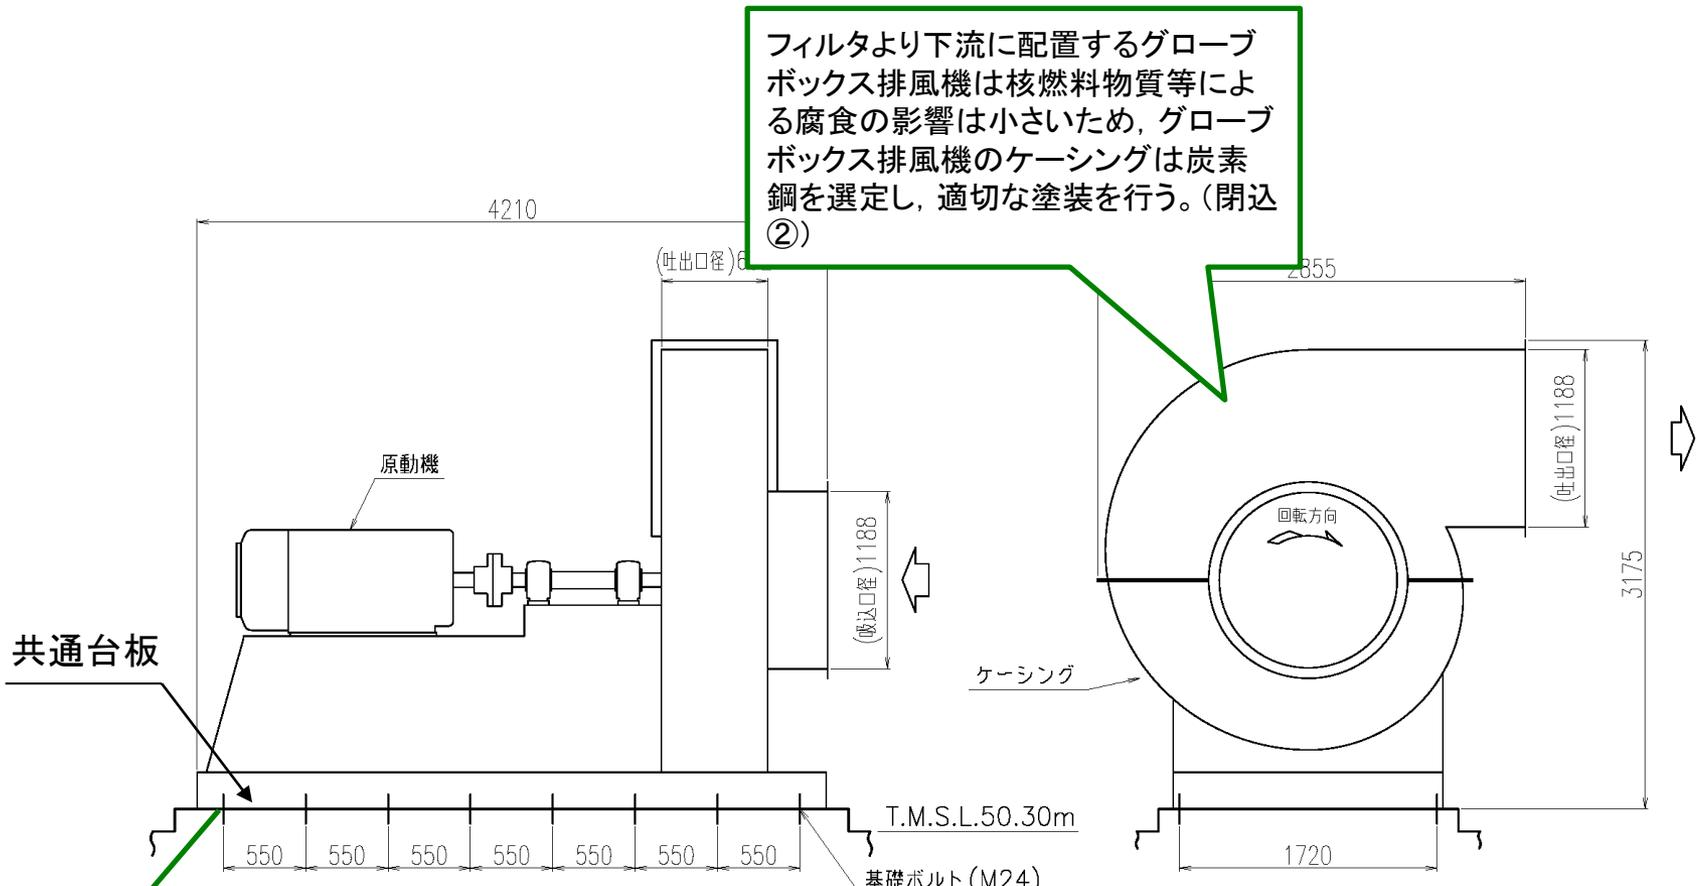 フィルタより下流に配置するグローブ
ボックス排風機は核燃料物質等によ
る腐食の影響は小さいため, グローブ
ボックス排風機のケーシングは炭素
鋼を選定し, 適切な塗装を行う。(閉込
②)
4210
(吐出口径)6
2855
原動機
(吸込口径)1188
回転方向
(吐出口径)1188
3175
共通台板
ケーシング
T.M.S.L.50.30m
550 550 550 550 550 550 550
1720
基礎ボルト(M24)